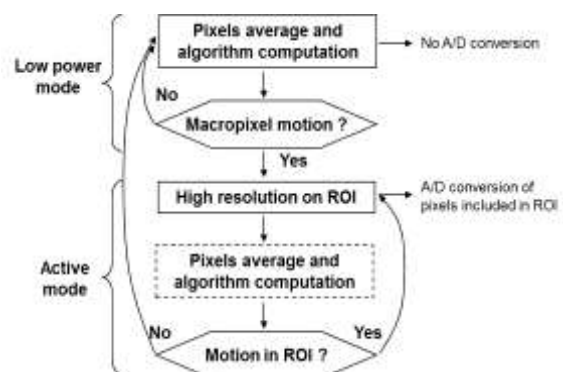 Pixels average and
algorithm computation
No A/D conversion
Low power
mode
No
Macropixel motion ?
Yes
High resolution on ROI
A/D conversion of
pixels included in ROI
Pixels average and
algorithm computation
Active
mode
No
Yes
Motion in ROI ?